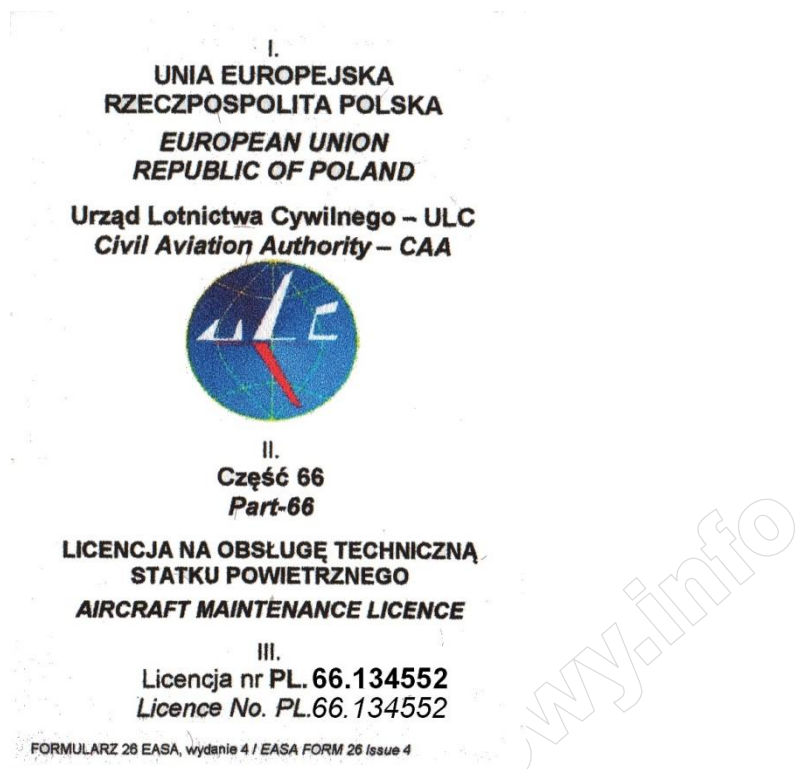 I.
UNIA EUROPEJSKA
RZECZPOSPOLITA POLSKA
EUROPEAN UNION
REPUBLIC OF POLAND
Urząd Lotnictwa Cywilnego – ULC
Civil Aviation Authority – CAA
ulc
II.
Część 66
Part-66
LICENCJA NA OBSŁUGĘ TECHNICZNĄ
STATKU POWIETRZNEGO
AIRCRAFT MAINTENANCE LICENCE
III.
Licencja nr PL.66.134552
Licence No. PL.66.134552
FORMULARZ 26 EASA, wydanie 4 / EASA FORM 26 Issue 4
owy.info